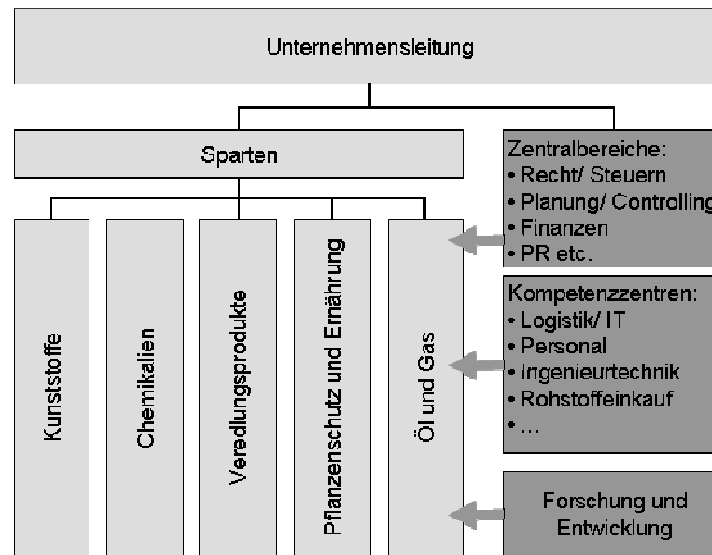 Unternehmensleitung
Sparten
Kunststoffe
Chemikalien
Veredlungsprodukte
Pflanzenschutz und Ernährung
Öl und Gas
Zentralbereiche:
• Recht/ Steuern
• Planung/ Controlling
• Finanzen
• PR etc.
Kompetenzzentren:
• Logistik/ IT
• Personal
• Ingenieurtechnik
• Rohstoffeinkauf
• ...
Forschung und
Entwicklung